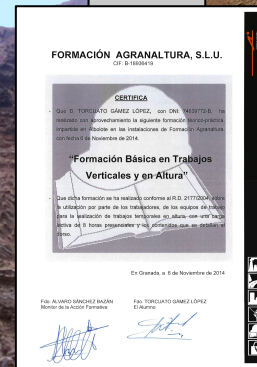 FORMACIÓN AGRANALTURA, S.L.U.
CIF: B-18936419
CERTIFICA
- Que D. TORCUATO GÁMEZ LÓPEZ, con DNI: 74639772-B, ha
realizado con aprovechamiento la siguiente formación teórico-práctica,
impartida en Albolote en las instalaciones de Formación Agranaltura,
con fecha 6 de Noviembre de 2014.
“Formación Básica en Trabajos
Verticales y en Altura”
- Que dicha formación se ha realizado conforme al R.D. 2177/2004, sobre
la utilización por parte de los trabajadores, de los equipos de trabajo
para la realización de trabajos temporales en altura, con una carga
lectiva de 8 horas presenciales y los contenidos que se detallan al
dorso.
En Granada, a 6 de Noviembre de 2014
Fdo. ÁLVARO SÁNCHEZ BAZÁN
Monitor de la Acción Formativa
Fdo. TORCUATO GÁMEZ LÓPEZ
El Alumno